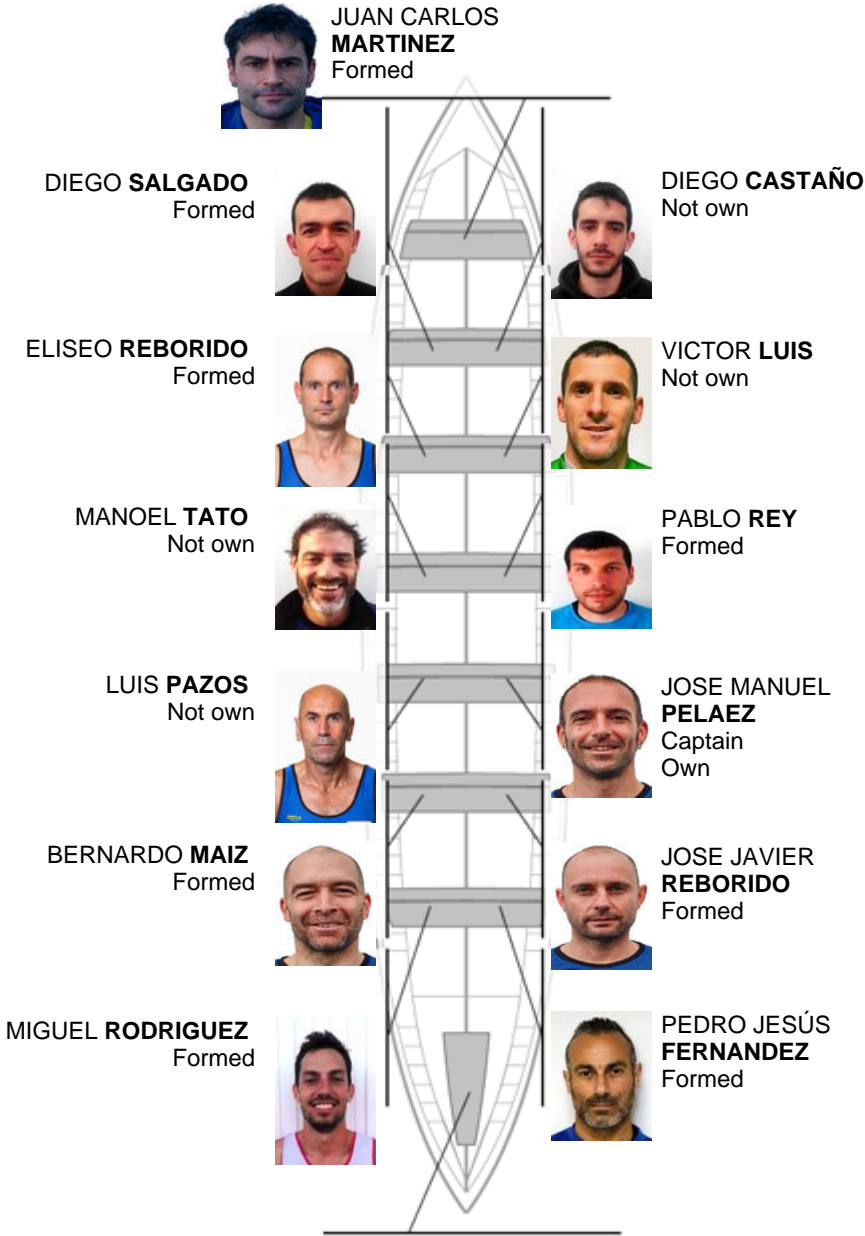 JUAN CARLOS
MARTINEZ
Formed
DIEGO SALGADO
Formed
DIEGO CASTAÑO
Not own
ELISEO REBORIDO
Formed
VICTOR LUIS
Not own
MANOEL TATO
Not own
PABLO REY
Formed
LUIS PAZOS
Not own
JOSE MANUEL
PELAEZ
Captain
Own
BERNARDO MAIZ
Formed
JOSE JAVIER
REBORIDO
Formed
MIGUEL RODRIGUEZ
Formed
PEDRO JESÚS
FERNANDEZ
Formed